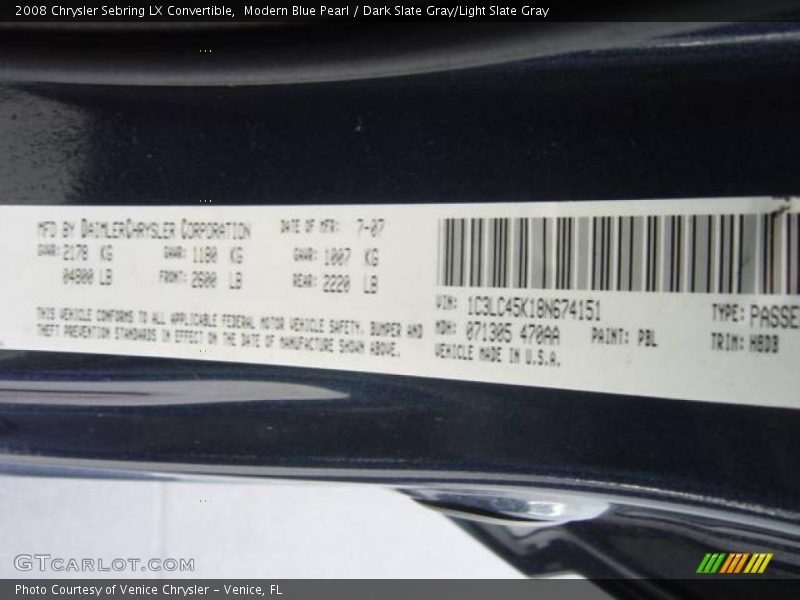 2008 Chrysler Sebring LX Convertible,  Modern Blue Pearl / Dark Slate Gray/Light Slate Gray
MFD BY DAIMLERCHRYSLER CORPORATION DATE OF MFR: 7-07
GVWR: 2178 KG GAWR: 1180 KG GAWR: 1007 KG
04800 LB FRONT: 2600 LB REAR: 2220 LB
THIS VEHICLE CONFORMS TO ALL APPLICABLE FEDERAL MOTOR VEHICLE SAFETY, BUMPER AND
THEFT PREVENTION STANDARDS IN EFFECT ON THE DATE OF MANUFACTURE SHOWN ABOVE.
VIN: 1C3LC45K18N674151 TYPE: PASSE
MDH: 071305 470AA PAINT: PBL TRIM: HBDB
VEHICLE MADE IN U.S.A.
GTCARLOT.COM
Photo Courtesy of Venice Chrysler - Venice, FL